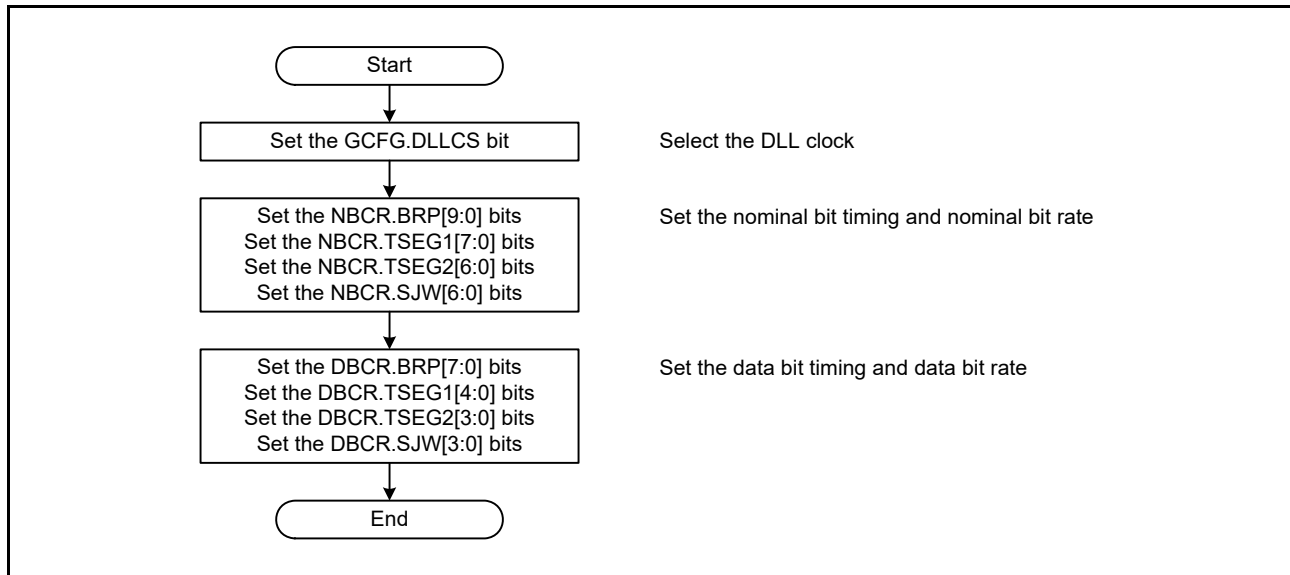 Start
Set the GCFG.DLLCS bit
Select the DLL clock
Set the NBCR.BRP[9:0] bits
Set the NBCR.TSEG1[7:0] bits
Set the NBCR.TSEG2[6:0] bits
Set the NBCR.SJW[6:0] bits
Set the nominal bit timing and nominal bit rate
Set the DBCR.BRP[7:0] bits
Set the DBCR.TSEG1[4:0] bits
Set the DBCR.TSEG2[3:0] bits
Set the DBCR.SJW[3:0] bits
Set the data bit timing and data bit rate
End